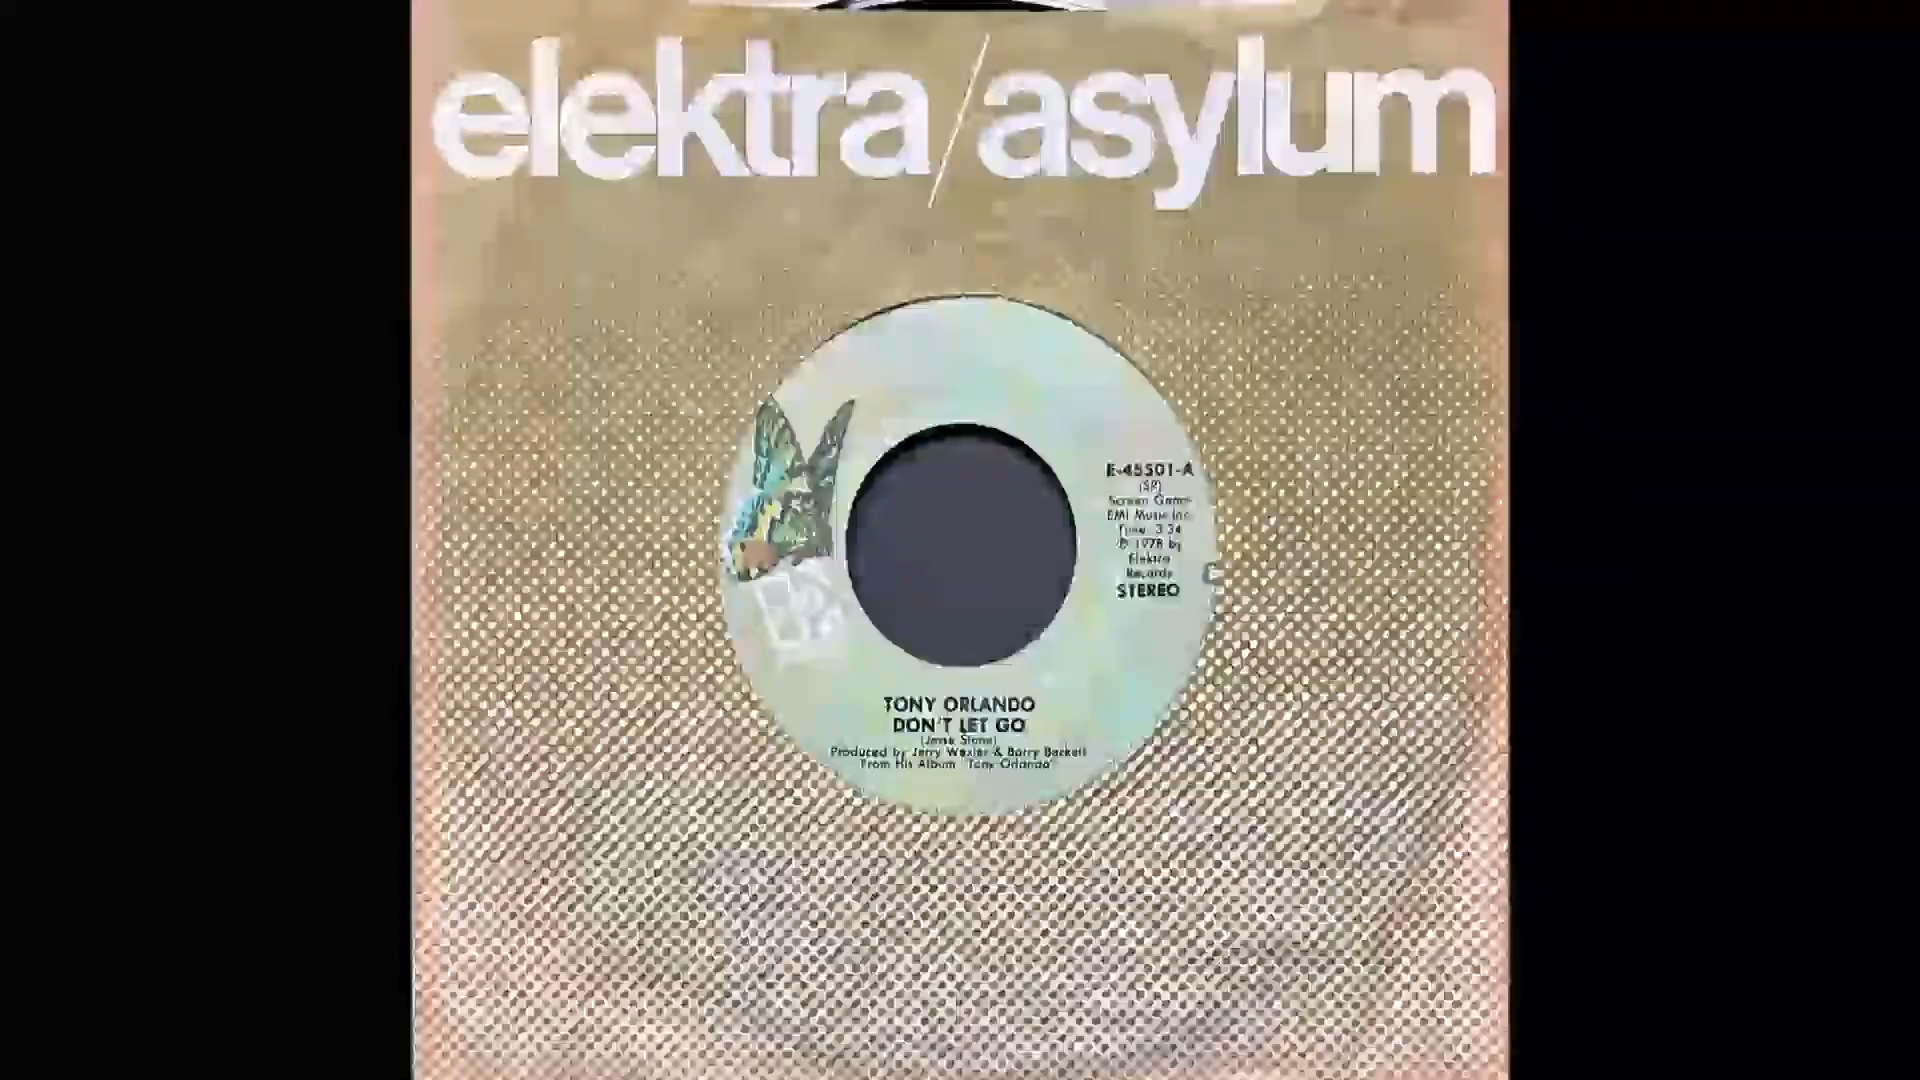 elektra/asylum
E-45501-A
(SP)
Screen Gems
EMI Music Inc.
Time: 3:34
℗ 1978 by
Elektra
Records
STEREO
TONY ORLANDO
DON'T LET GO
(Jesse Stone)
Produced by Jerry Wexler & Barry Beckett
From His Album "Tony Orlando"